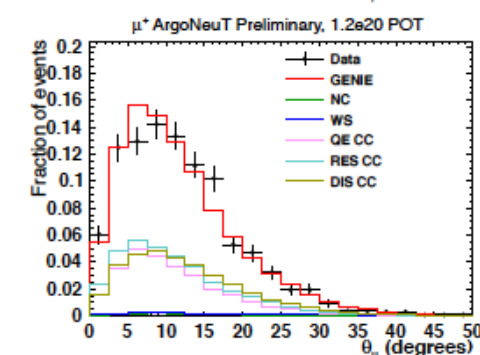 μ⁺ ArgoNeuT Preliminary, 1.2e20 POT
Fraction of events
0.2
0.18
0.16
0.14
0.12
0.1
0.08
0.06
0.04
0.02
0
Data
GENIE
NC
WS
QE CC
RES CC
DIS CC
0 5 10 15 20 25 30 35 40 45 50
θμ (degrees)